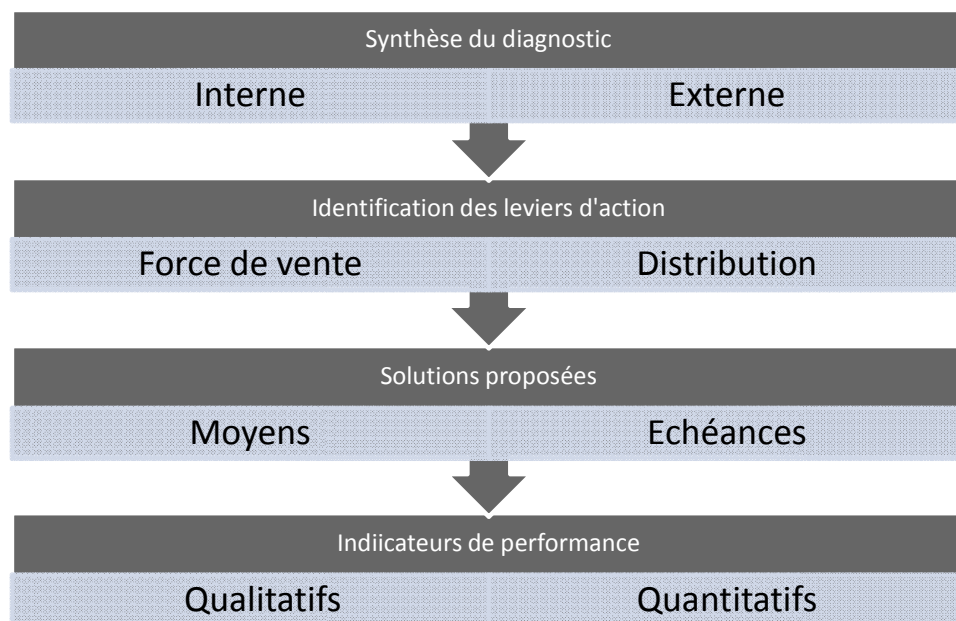 Synthèse du diagnostic
Interne Externe
Identification des leviers d'action
Force de vente Distribution
Solutions proposées
Moyens Echéances
Indiicateurs de performance
Qualitatifs Quantitatifs